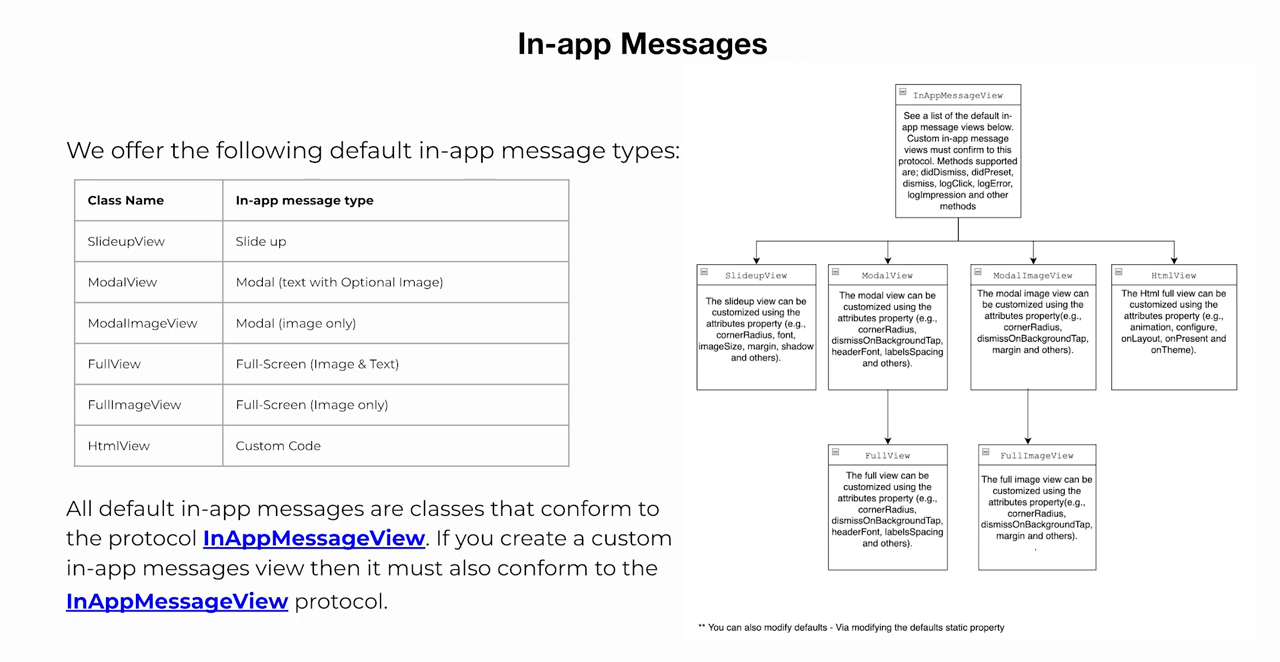 In-app Messages
We offer the following default in-app message types:
Class Name In-app message type
SlideupView Slide up
ModalView Modal (text with Optional Image)
ModalImageView Modal (image only)
FullView Full-Screen (Image & Text)
FullImageView Full-Screen (Image only)
HtmlView Custom Code
All default in-app messages are classes that conform to
the protocol InAppMessageView. If you create a custom
in-app messages view then it must also conform to the
InAppMessageView protocol.
InAppMessageView
See a list of the default in-
app message views below.
Custom in-app message
views must confirm to this
protocol. Methods supported
are; didDismiss, didPreset,
dismiss, logClick, logError,
logImpression and other
methods
SlideupView
The slideup view can be
customized using the
attributes property (e.g.,
cornerRadius, font,
imageSize, margin, shadow
and others).
ModalView
The modal view can be
customized using the
attributes property (e.g.,
cornerRadius,
dismissOnBackgroundTap,
headerFont, labelsSpacing
and others).
ModalImageView
The modal image view can
be customized using the
attributes property(e.g.,
cornerRadius,
dismissOnBackgroundTap,
margin and others).
HtmlView
The Html full view can be
customized using the
attributes property (e.g.,
animation, configure,
onLayout, onPresent and
onTheme).
FullView
The full view can be
customized using the
attributes property (e.g.,
cornerRadius,
dismissOnBackgroundTap,
headerFont, labelsSpacing
and others).
FullImageView
The full image view can be
customized using the
attributes property(e.g.,
cornerRadius,
dismissOnBackgroundTap,
margin and others).
.
** You can also modify defaults - Via modifying the defaults static property